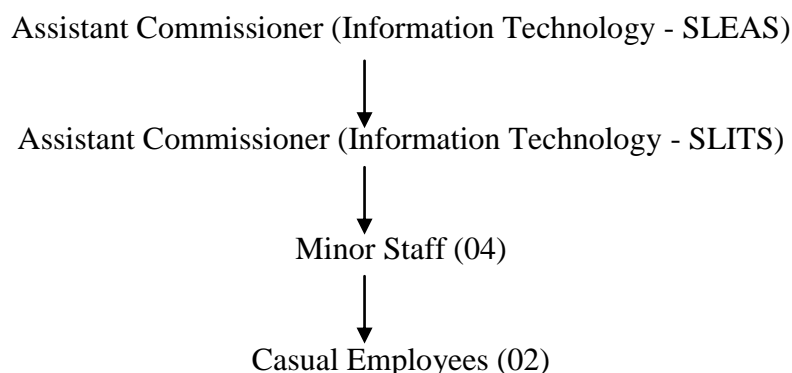 Assistant Commissioner (Information Technology - SLEAS)
Assistant Commissioner (Information Technology - SLITS)
Minor Staff (04)
Casual Employees (02)